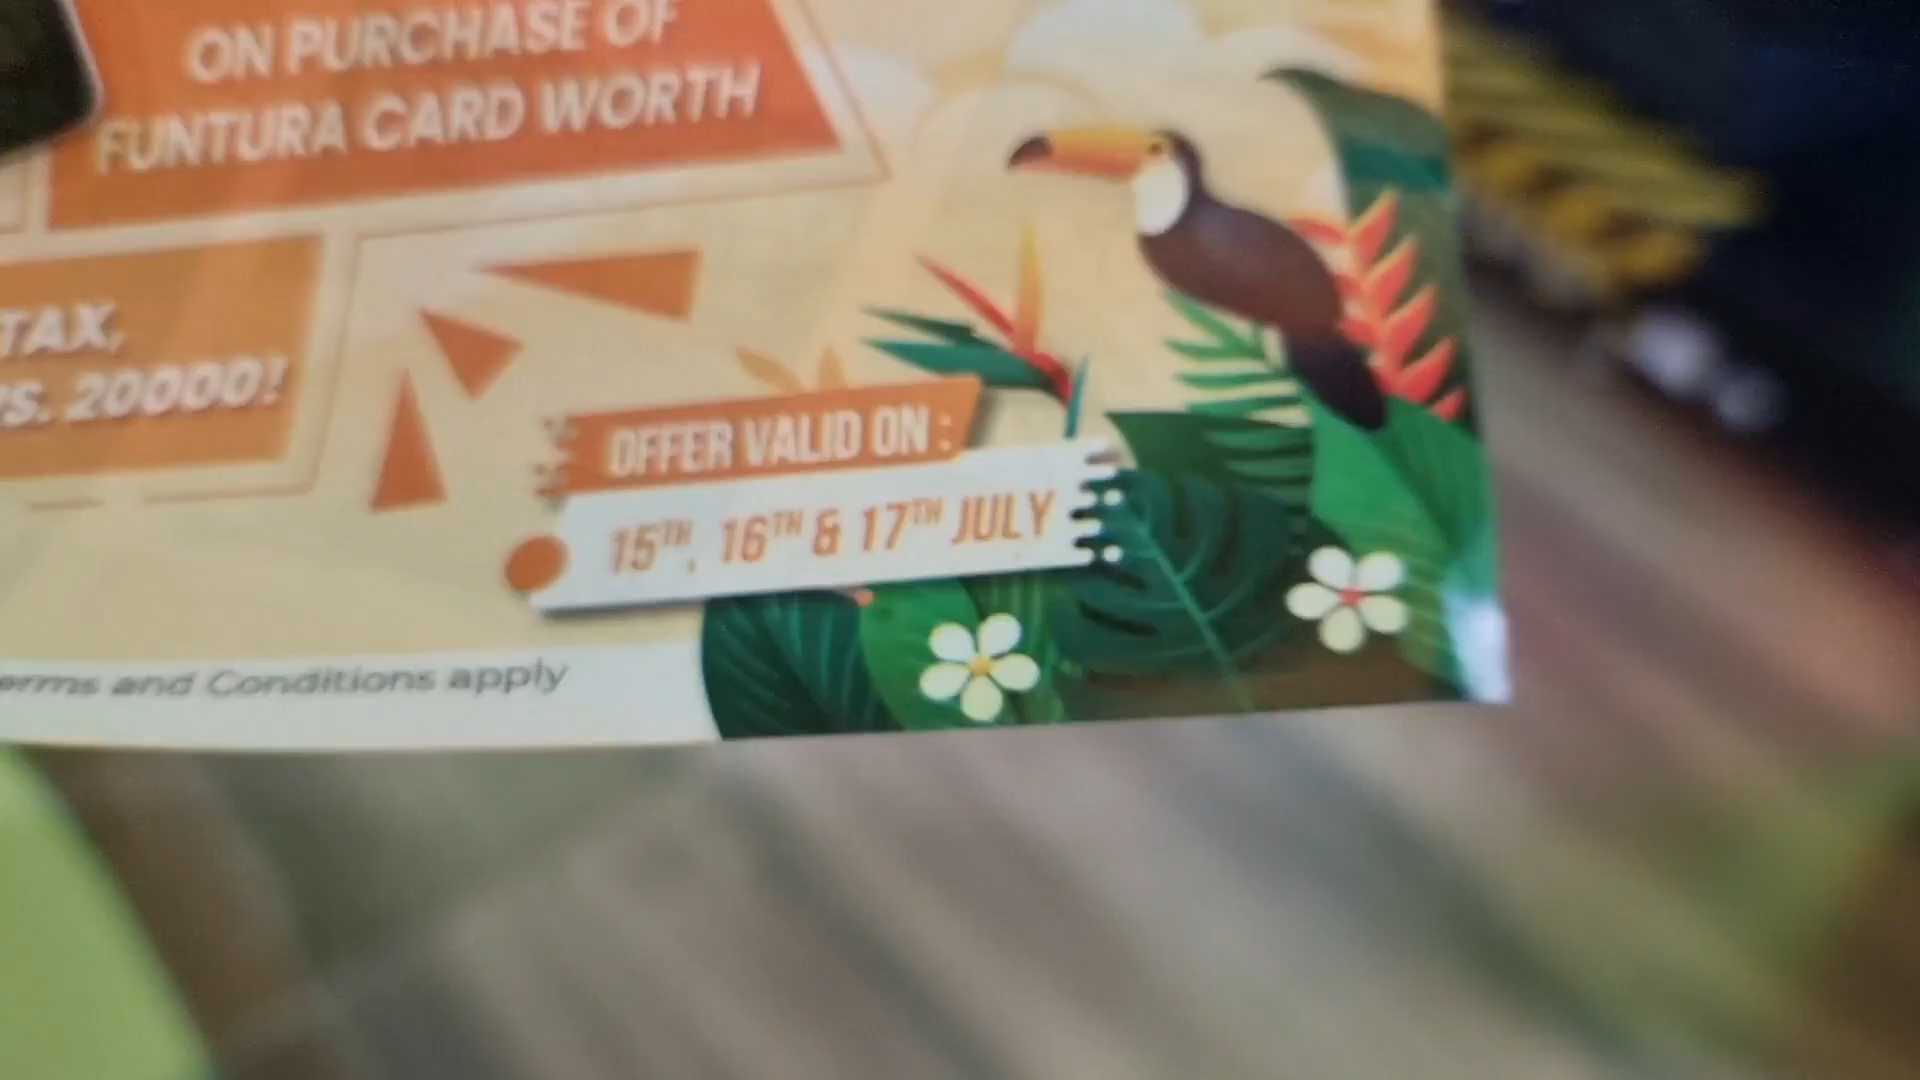 ON PURCHASE OF
FUNTURA CARD WORTH
TAX,
20000!
OFFER VALID ON :
15TH, 16TH & 17TH JULY
and Conditions apply